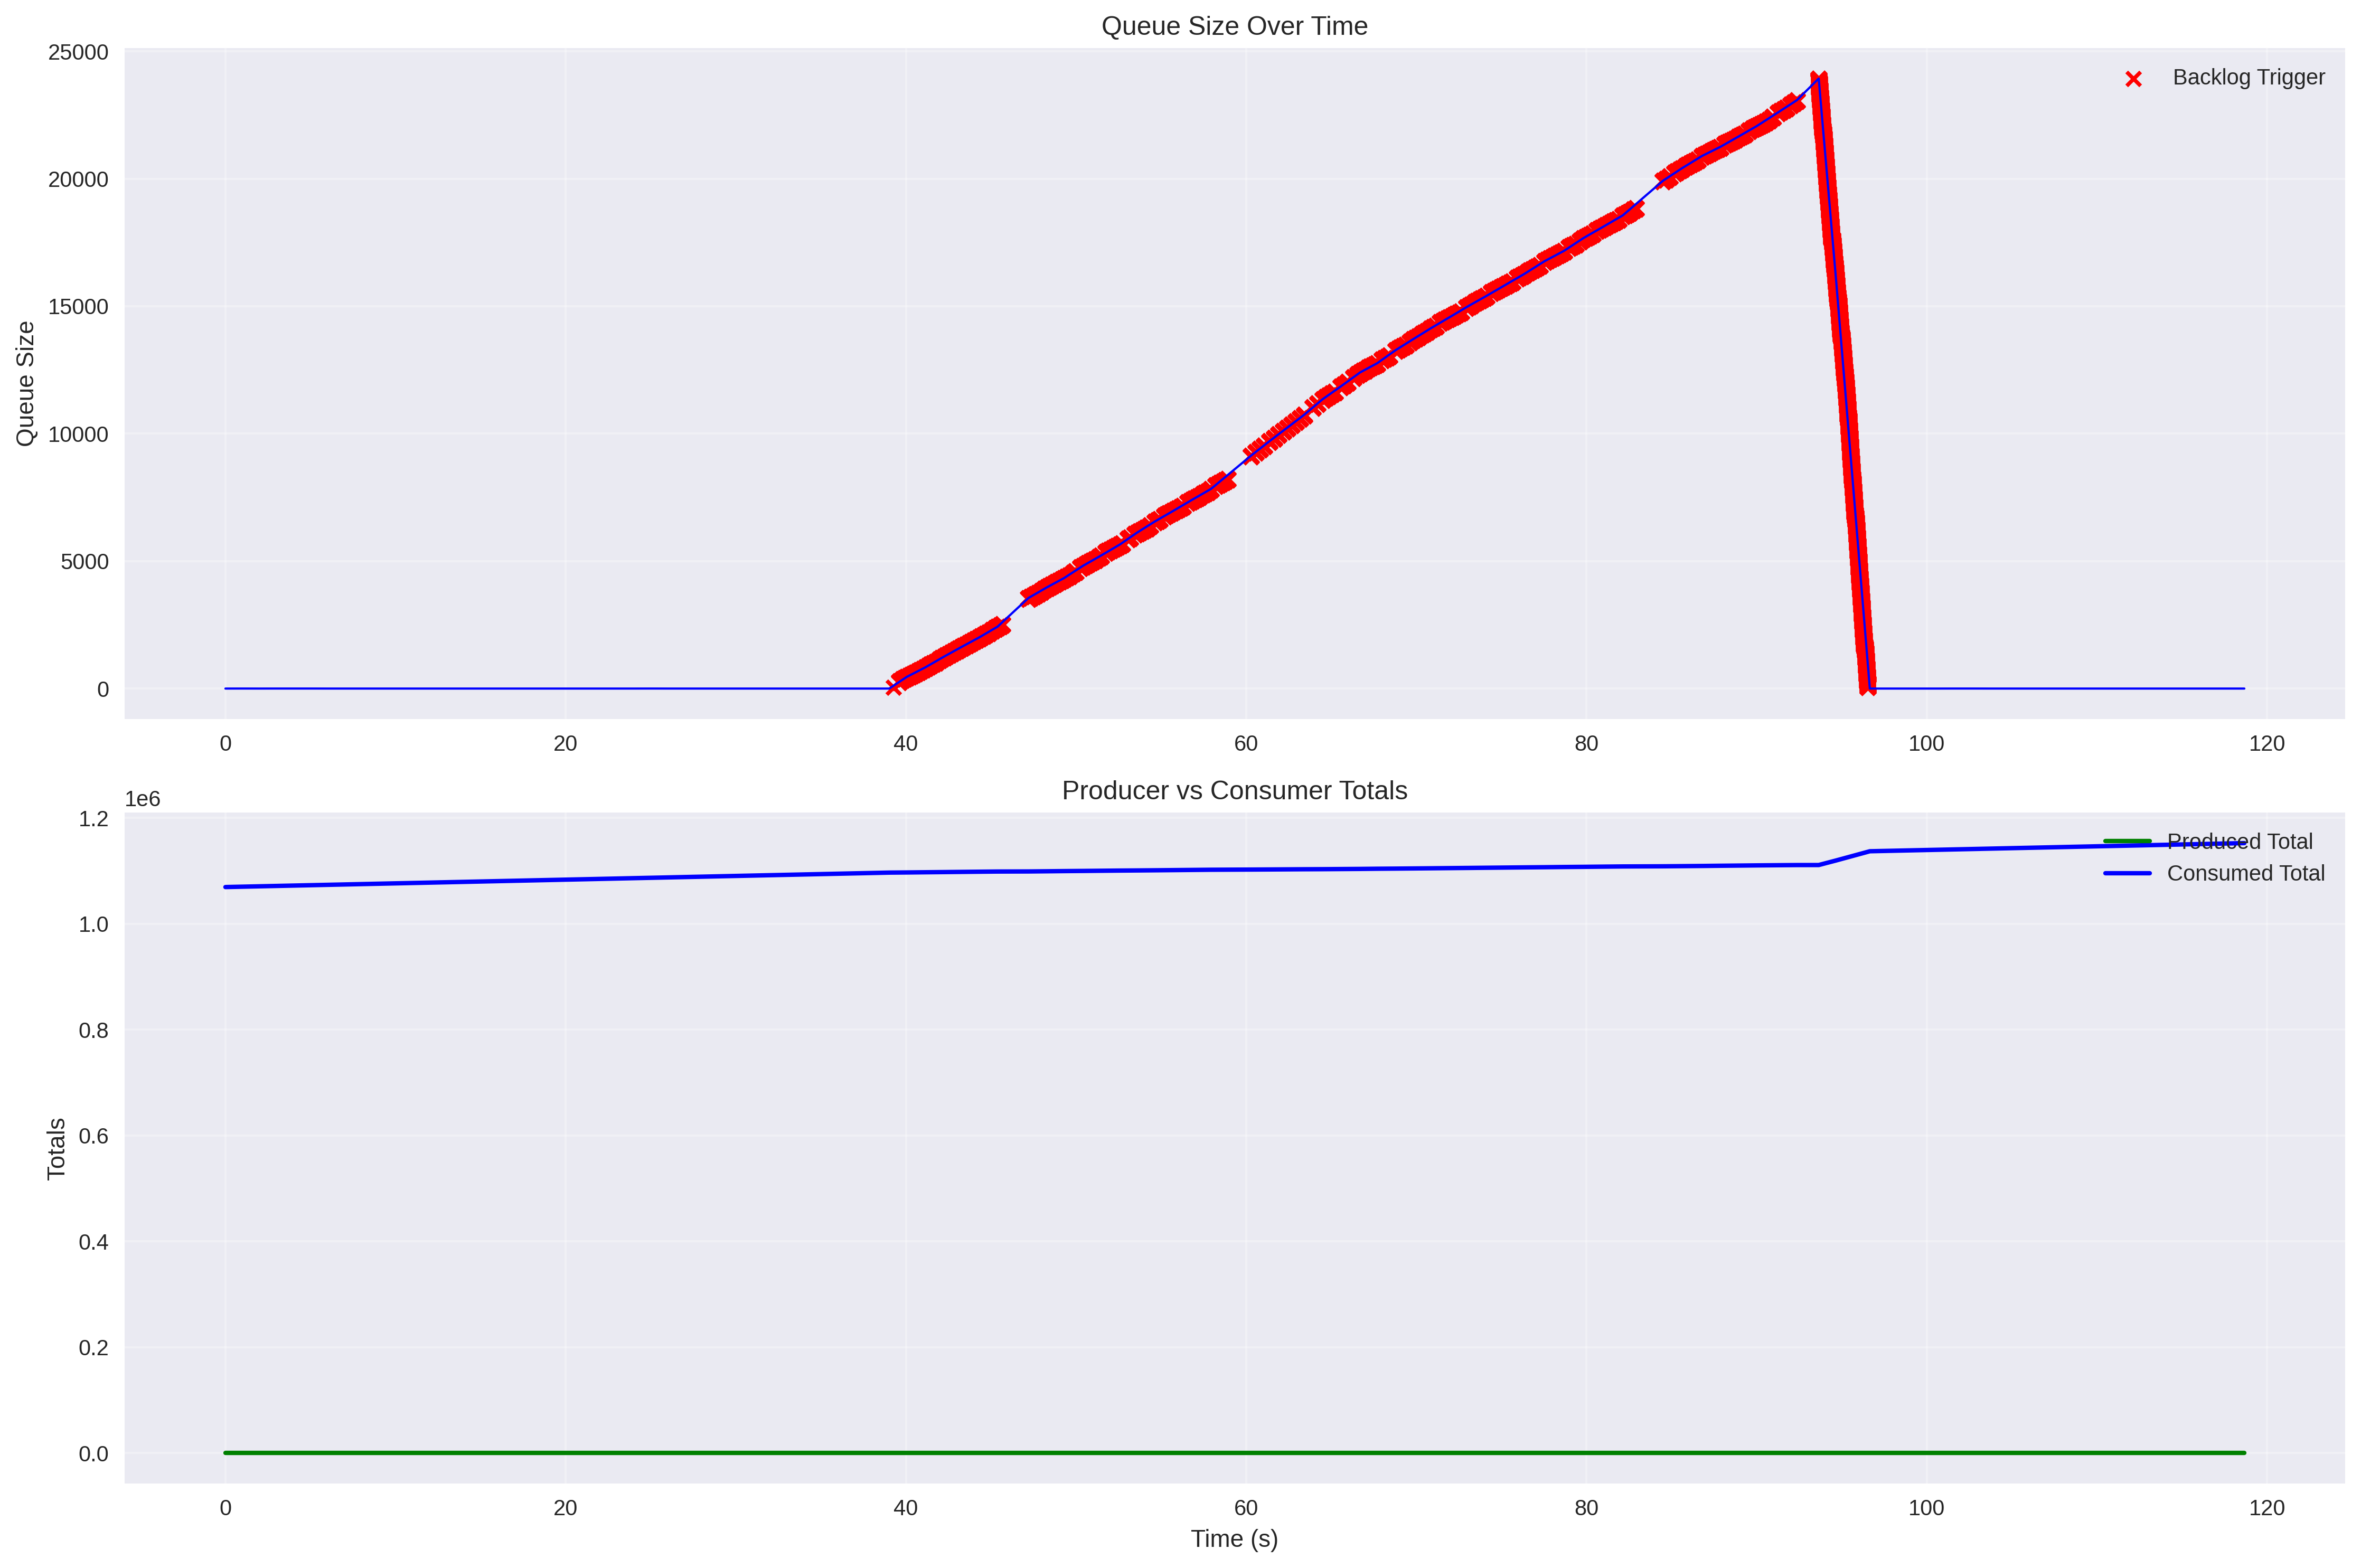 Queue Size Over Time
25000
20000
15000
10000
5000
0
Queue Size
Backlog Trigger
0 20 40 60 80 100 120
Producer vs Consumer Totals
1e6
1.2
1.0
0.8
0.6
0.4
0.2
0.0
Totals
Produced Total
Consumed Total
0 20 40 60 80 100 120
Time (s)